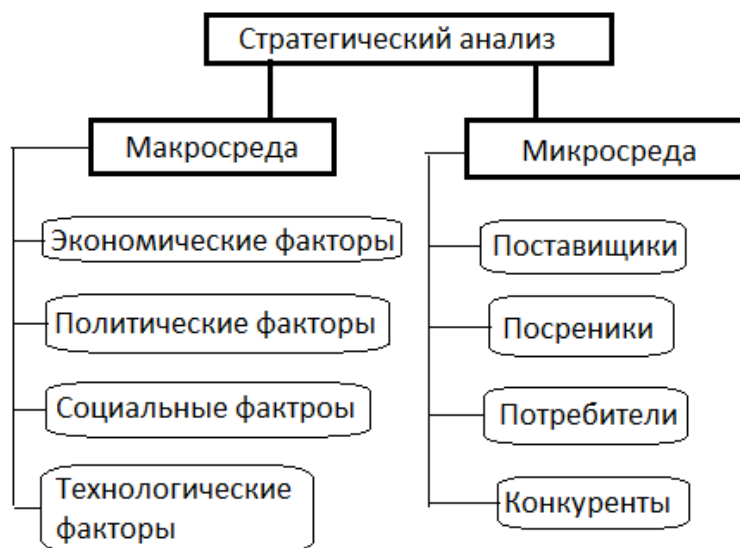 Стратегический анализ
Макросреда
Микросреда
Экономические факторы
Политические факторы
Социальные фактроы
Технологические
факторы
Поставищики
Посреники
Потребители
Конкуренты